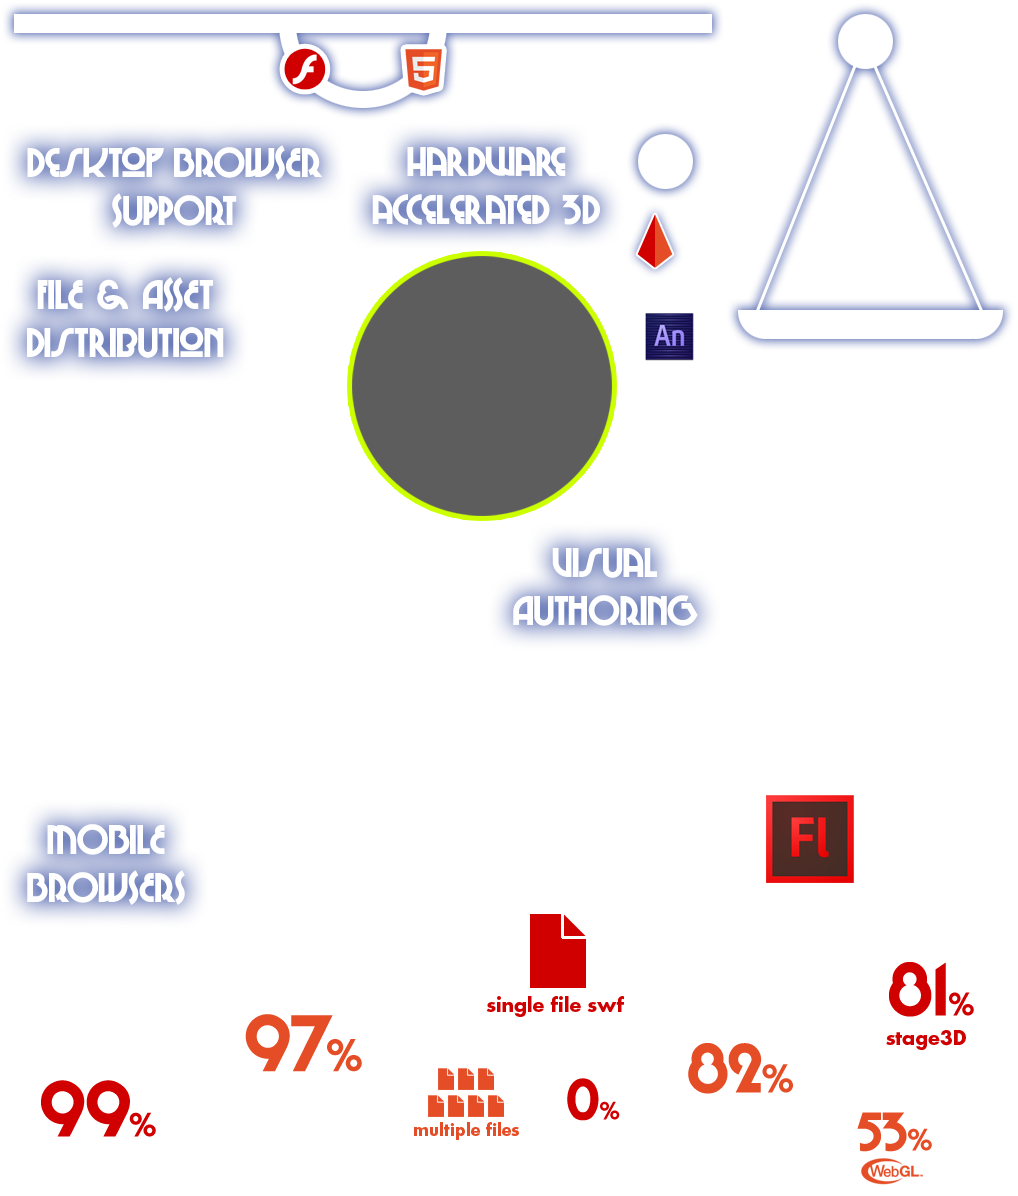 DESKTOP BROWSER
SUPPORT
HARDWARE
ACCELERATED 3D
FILE & ASSET
DISTRIBUTION
An
VISUAL
AUTHORING
MOBILE
BROWSERS
Fl
single file swf
81%
stage3D
97%
82%
99%
multiple files
0%
53%
WebGL